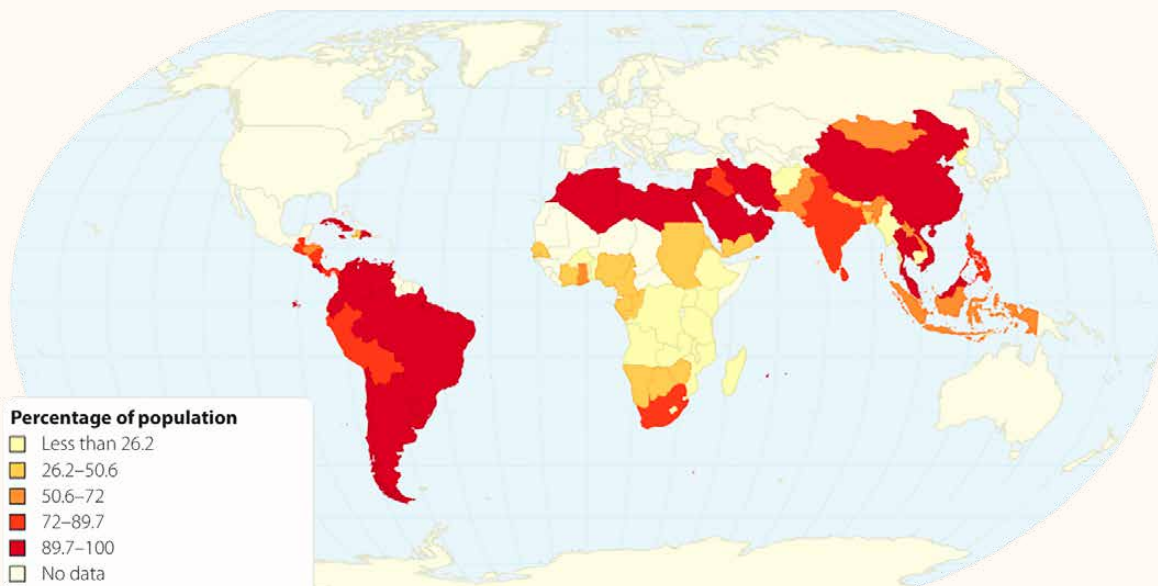 Percentage of population
Less than 26.2
26.2–50.6
50.6–72
72–89.7
89.7–100
No data